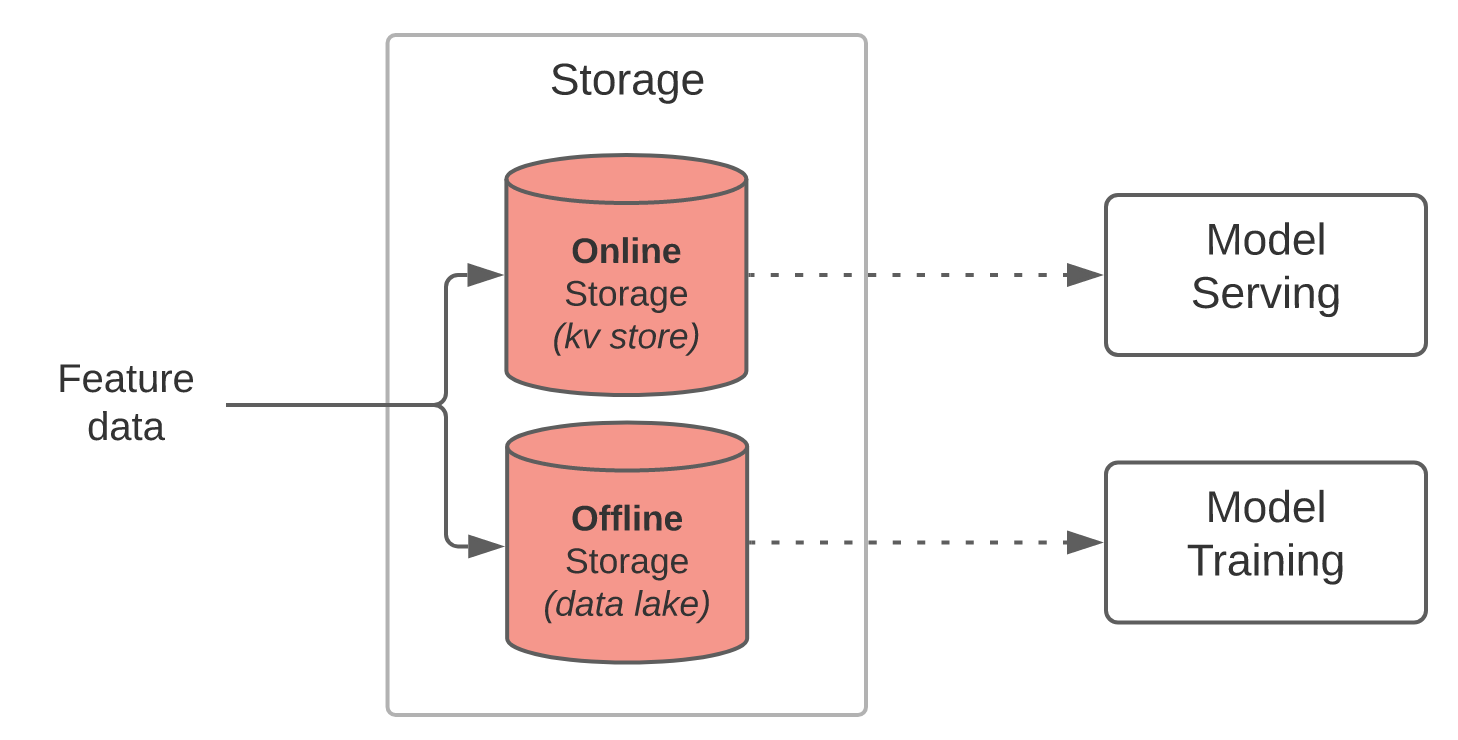 Storage
Online
Storage
(kv store)
Model
Serving
Feature
data
Offline
Storage
(data lake)
Model
Training